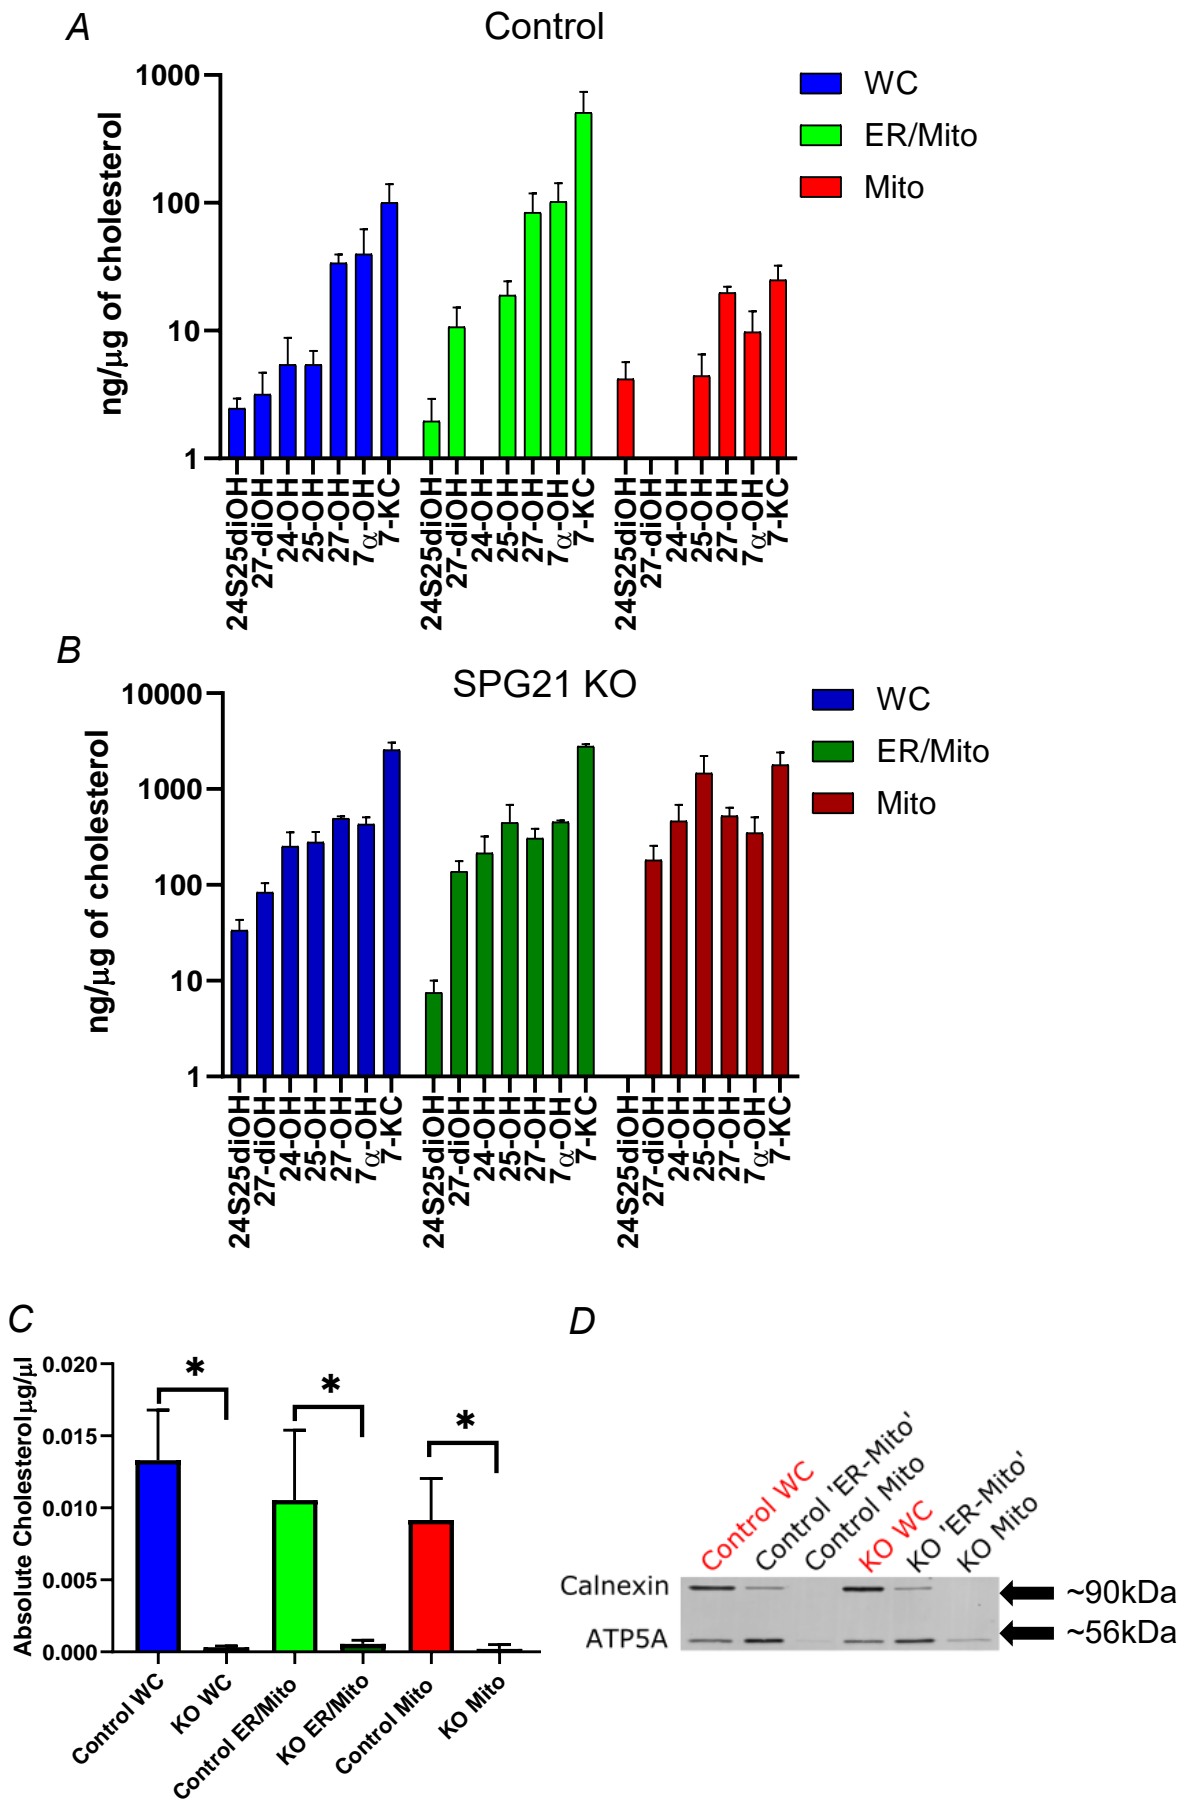 A
Control
1000
100
10
1
ng/μg of cholesterol
WC
ER/Mito
Mito
24S25diOH
27-diOH
24-OH
25-OH
27-OH
7α-OH
7-KC
24S25diOH
27-diOH
24-OH
25-OH
27-OH
7α-OH
7-KC
24S25diOH
27-diOH
24-OH
25-OH
27-OH
7α-OH
7-KC
B
SPG21 KO
10000
1000
100
10
1
ng/μg of cholesterol
WC
ER/Mito
Mito
24S25diOH
27-diOH
24-OH
25-OH
27-OH
7α-OH
7-KC
24S25diOH
27-diOH
24-OH
25-OH
27-OH
7α-OH
7-KC
24S25diOH
27-diOH
24-OH
25-OH
27-OH
7α-OH
7-KC
C
Absolute Cholesterolμg/μl
0.020
0.015
0.010
0.005
0.000
*
*
*
Control WC
KO WC
Control ER/Mito
KO ER/Mito
Control Mito
KO Mito
D
Control WC
Control 'ER-Mito'
Control Mito
KO WC
KO 'ER-Mito'
KO Mito
Calnexin
~90kDa
ATP5A
~56kDa